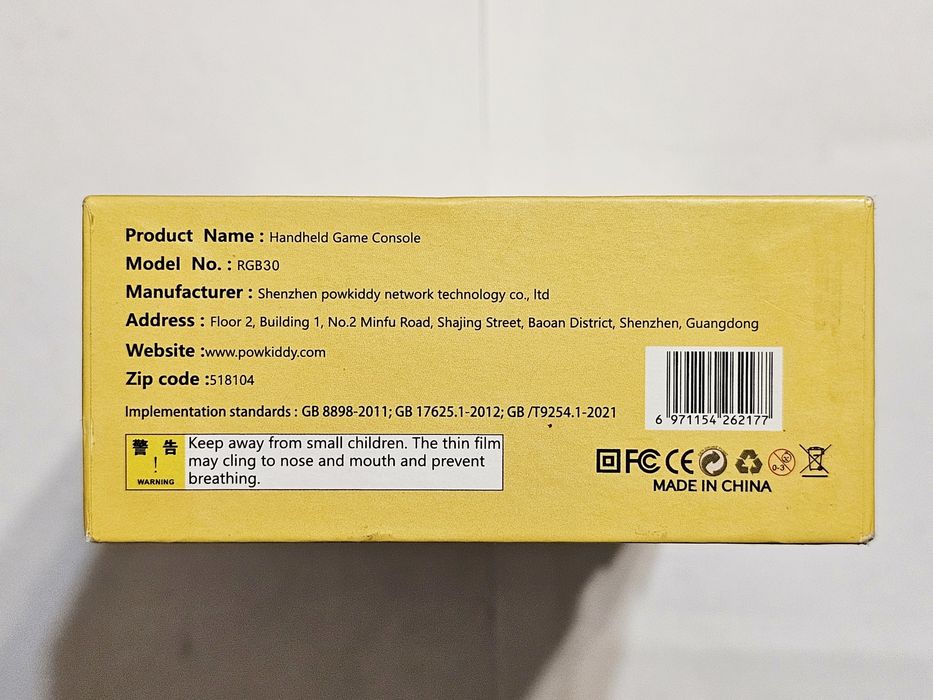 Product Name : Handheld Game Console
Model No. : RGB30
Manufacturer : Shenzhen powkiddy network technology co., ltd
Address : Floor 2, Building 1, No.2 Minfu Road, Shajing Street, Baoan District, Shenzhen, Guangdong
Website :www.powkiddy.com
Zip code :518104
Implementation standards : GB 8898-2011; GB 17625.1-2012; GB /T9254.1-2021
6 971154 262177
警 告
!
WARNING
Keep away from small children. The thin film
may cling to nose and mouth and prevent
breathing.
FC CE 0-3
MADE IN CHINA